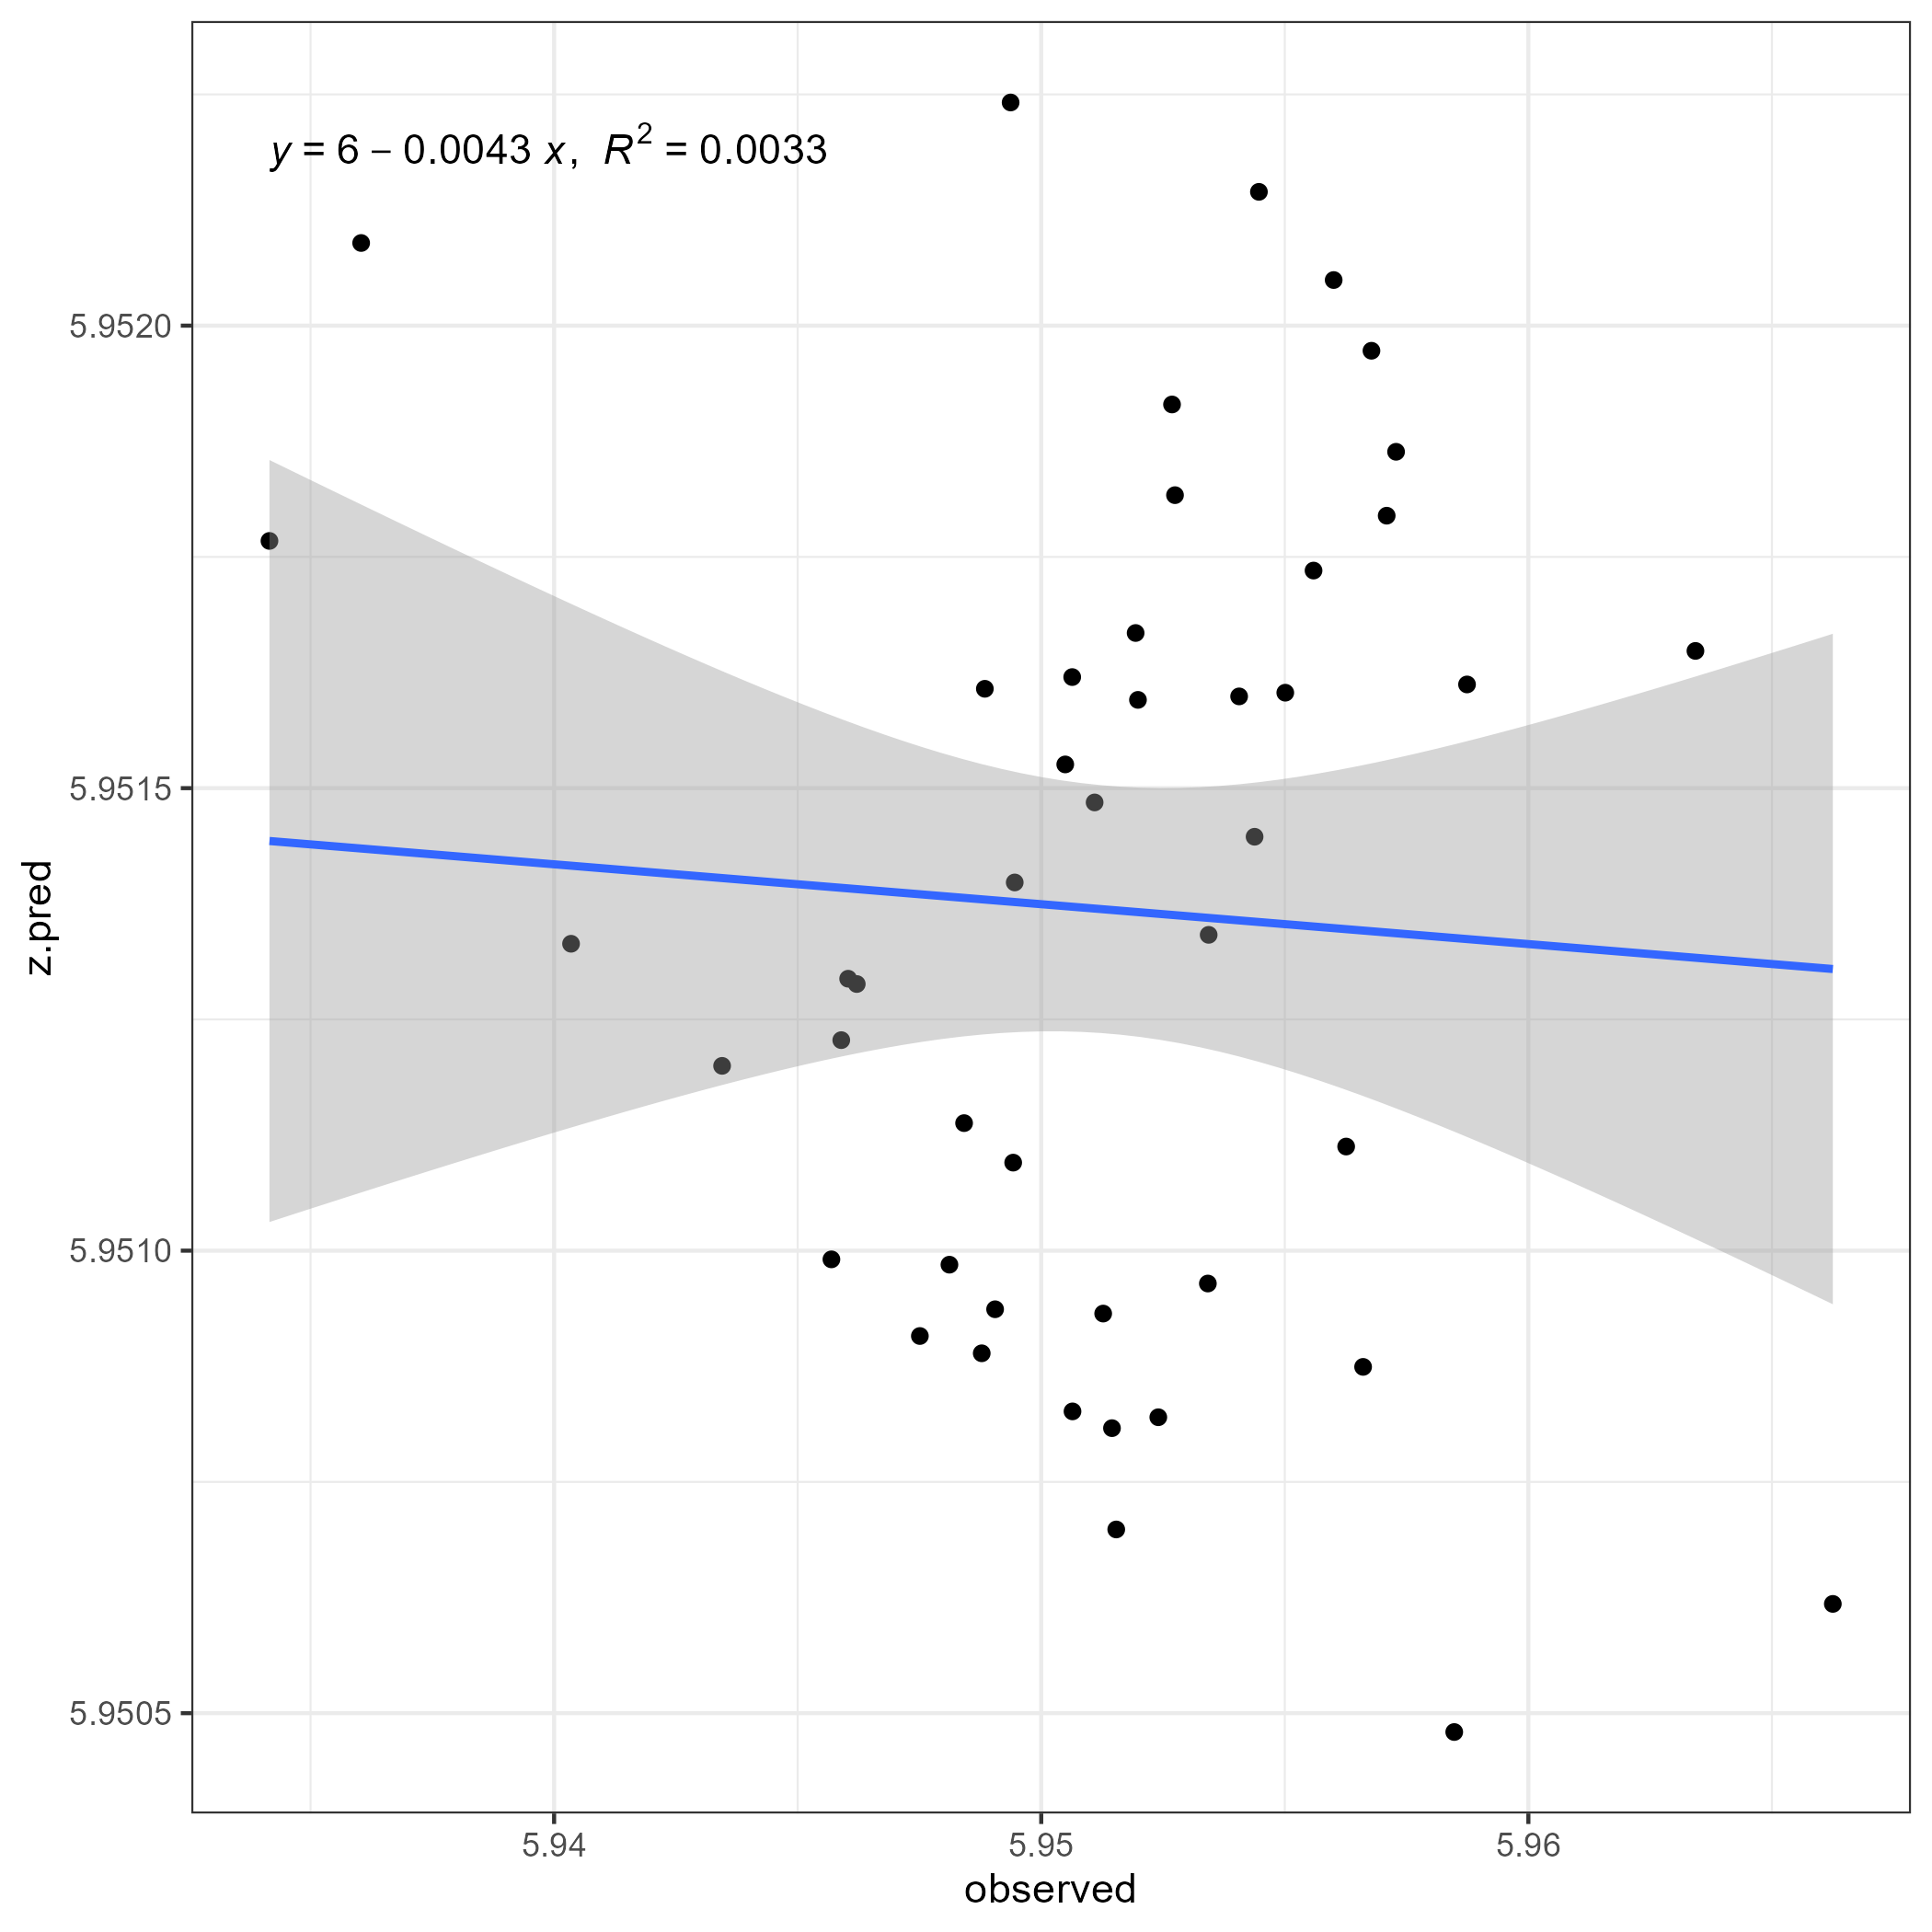 y = 6 – 0.0043 x, R² = 0.0033
5.9520
5.9515
5.9510
5.9505
z.pred
5.94 5.95 5.96
observed